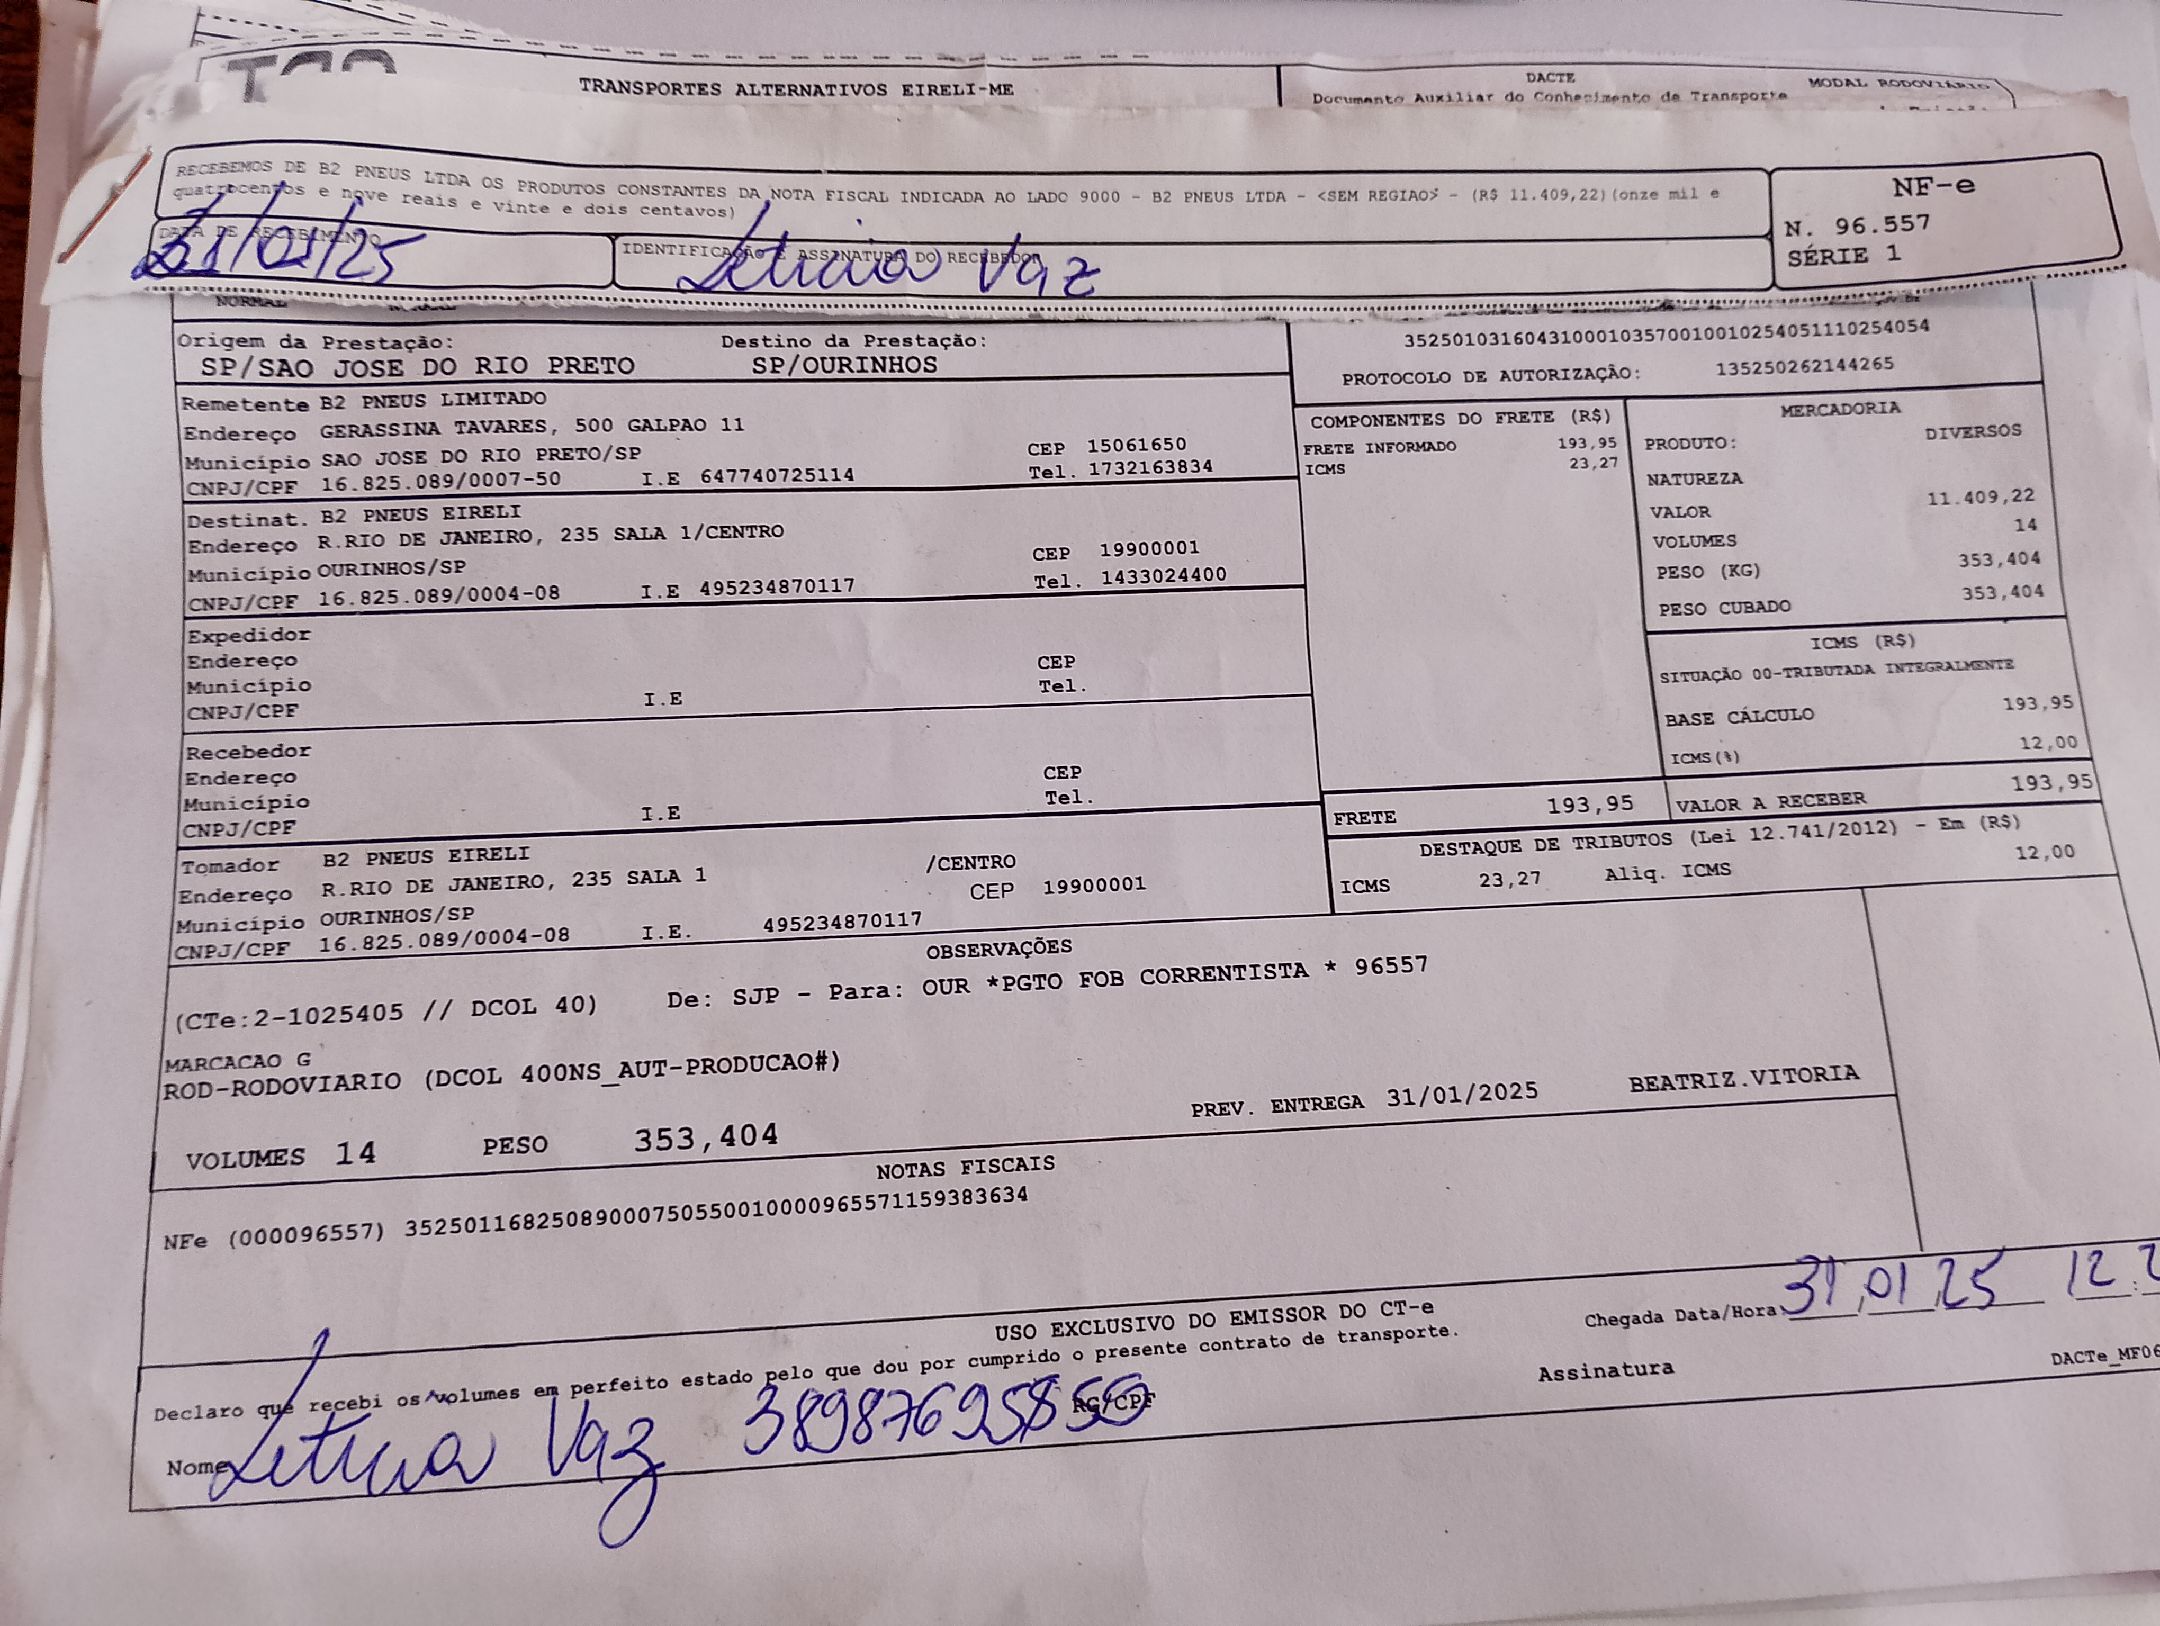 TRANSPORTES ALTERNATIVOS EIRELI-ME
DACTE
MODAL RODOVIÁRIO
Documento Auxiliar do Conhecimento de Transporte
RECEBEMOS DE B2 PNEUS LTDA OS PRODUTOS CONSTANTES DA NOTA FISCAL INDICADA AO LADO 9000 - B2 PNEUS LTDA - <SEM REGIAO> - (R$ 11.409,22)(onze mil e
quatrocentos e nove reais e vinte e dois centavos)
NF-e
N. 96.557
SÉRIE 1
DATA DE RECEBIMENTO
31/01/25
IDENTIFICAÇÃO E ASSINATURA DO RECEBEDOR
Leticia Vaz
NORMAL NORMAL
Origem da Prestação: Destino da Prestação:
SP/SAO JOSE DO RIO PRETO SP/OURINHOS
35250103160431000103570010010254051110254054
PROTOCOLO DE AUTORIZAÇÃO: 135250262144265
Remetente B2 PNEUS LIMITADO
Endereço GERASSINA TAVARES, 500 GALPAO 11
Município SAO JOSE DO RIO PRETO/SP CEP 15061650
CNPJ/CPF 16.825.089/0007-50 I.E 647740725114 Tel. 1732163834
Destinat. B2 PNEUS EIRELI
Endereço R.RIO DE JANEIRO, 235 SALA 1/CENTRO
Município OURINHOS/SP CEP 19900001
CNPJ/CPF 16.825.089/0004-08 I.E 495234870117 Tel. 1433024400
Expedidor
Endereço
Município CEP
CNPJ/CPF I.E Tel.
Recebedor
Endereço
Município CEP
CNPJ/CPF I.E Tel.
Tomador B2 PNEUS EIRELI
Endereço R.RIO DE JANEIRO, 235 SALA 1 /CENTRO
Município OURINHOS/SP CEP 19900001
CNPJ/CPF 16.825.089/0004-08 I.E. 495234870117
COMPONENTES DO FRETE (R$)
FRETE INFORMADO 193,95
ICMS 23,27
MERCADORIA
PRODUTO: DIVERSOS
NATUREZA
VALOR 11.409,22
VOLUMES 14
PESO (KG) 353,404
PESO CUBADO 353,404
ICMS (R$)
SITUAÇÃO 00-TRIBUTADA INTEGRALMENTE
BASE CÁLCULO 193,95
ICMS(%) 12,00
FRETE 193,95 VALOR A RECEBER 193,95
DESTAQUE DE TRIBUTOS (Lei 12.741/2012) - Em (R$)
ICMS 23,27 Aliq. ICMS 12,00
OBSERVAÇÕES
(CTe:2-1025405 // DCOL 40) De: SJP - Para: OUR *PGTO FOB CORRENTISTA * 96557
MARCACAO G
ROD-RODOVIARIO (DCOL 400NS_AUT-PRODUCAO#)
PREV. ENTREGA 31/01/2025 BEATRIZ.VITORIA
VOLUMES 14 PESO 353,404
NOTAS FISCAIS
NFe (000096557) 35250116825089000750550010000965571159383634
USO EXCLUSIVO DO EMISSOR DO CT-e
Declaro que recebi os volumes em perfeito estado pelo que dou por cumprido o presente contrato de transporte.
Chegada Data/Hora: 31,01,25 12:2
Nome Leticia Vaz 38987695850 RG/CPF
Assinatura
DACTe_MF06